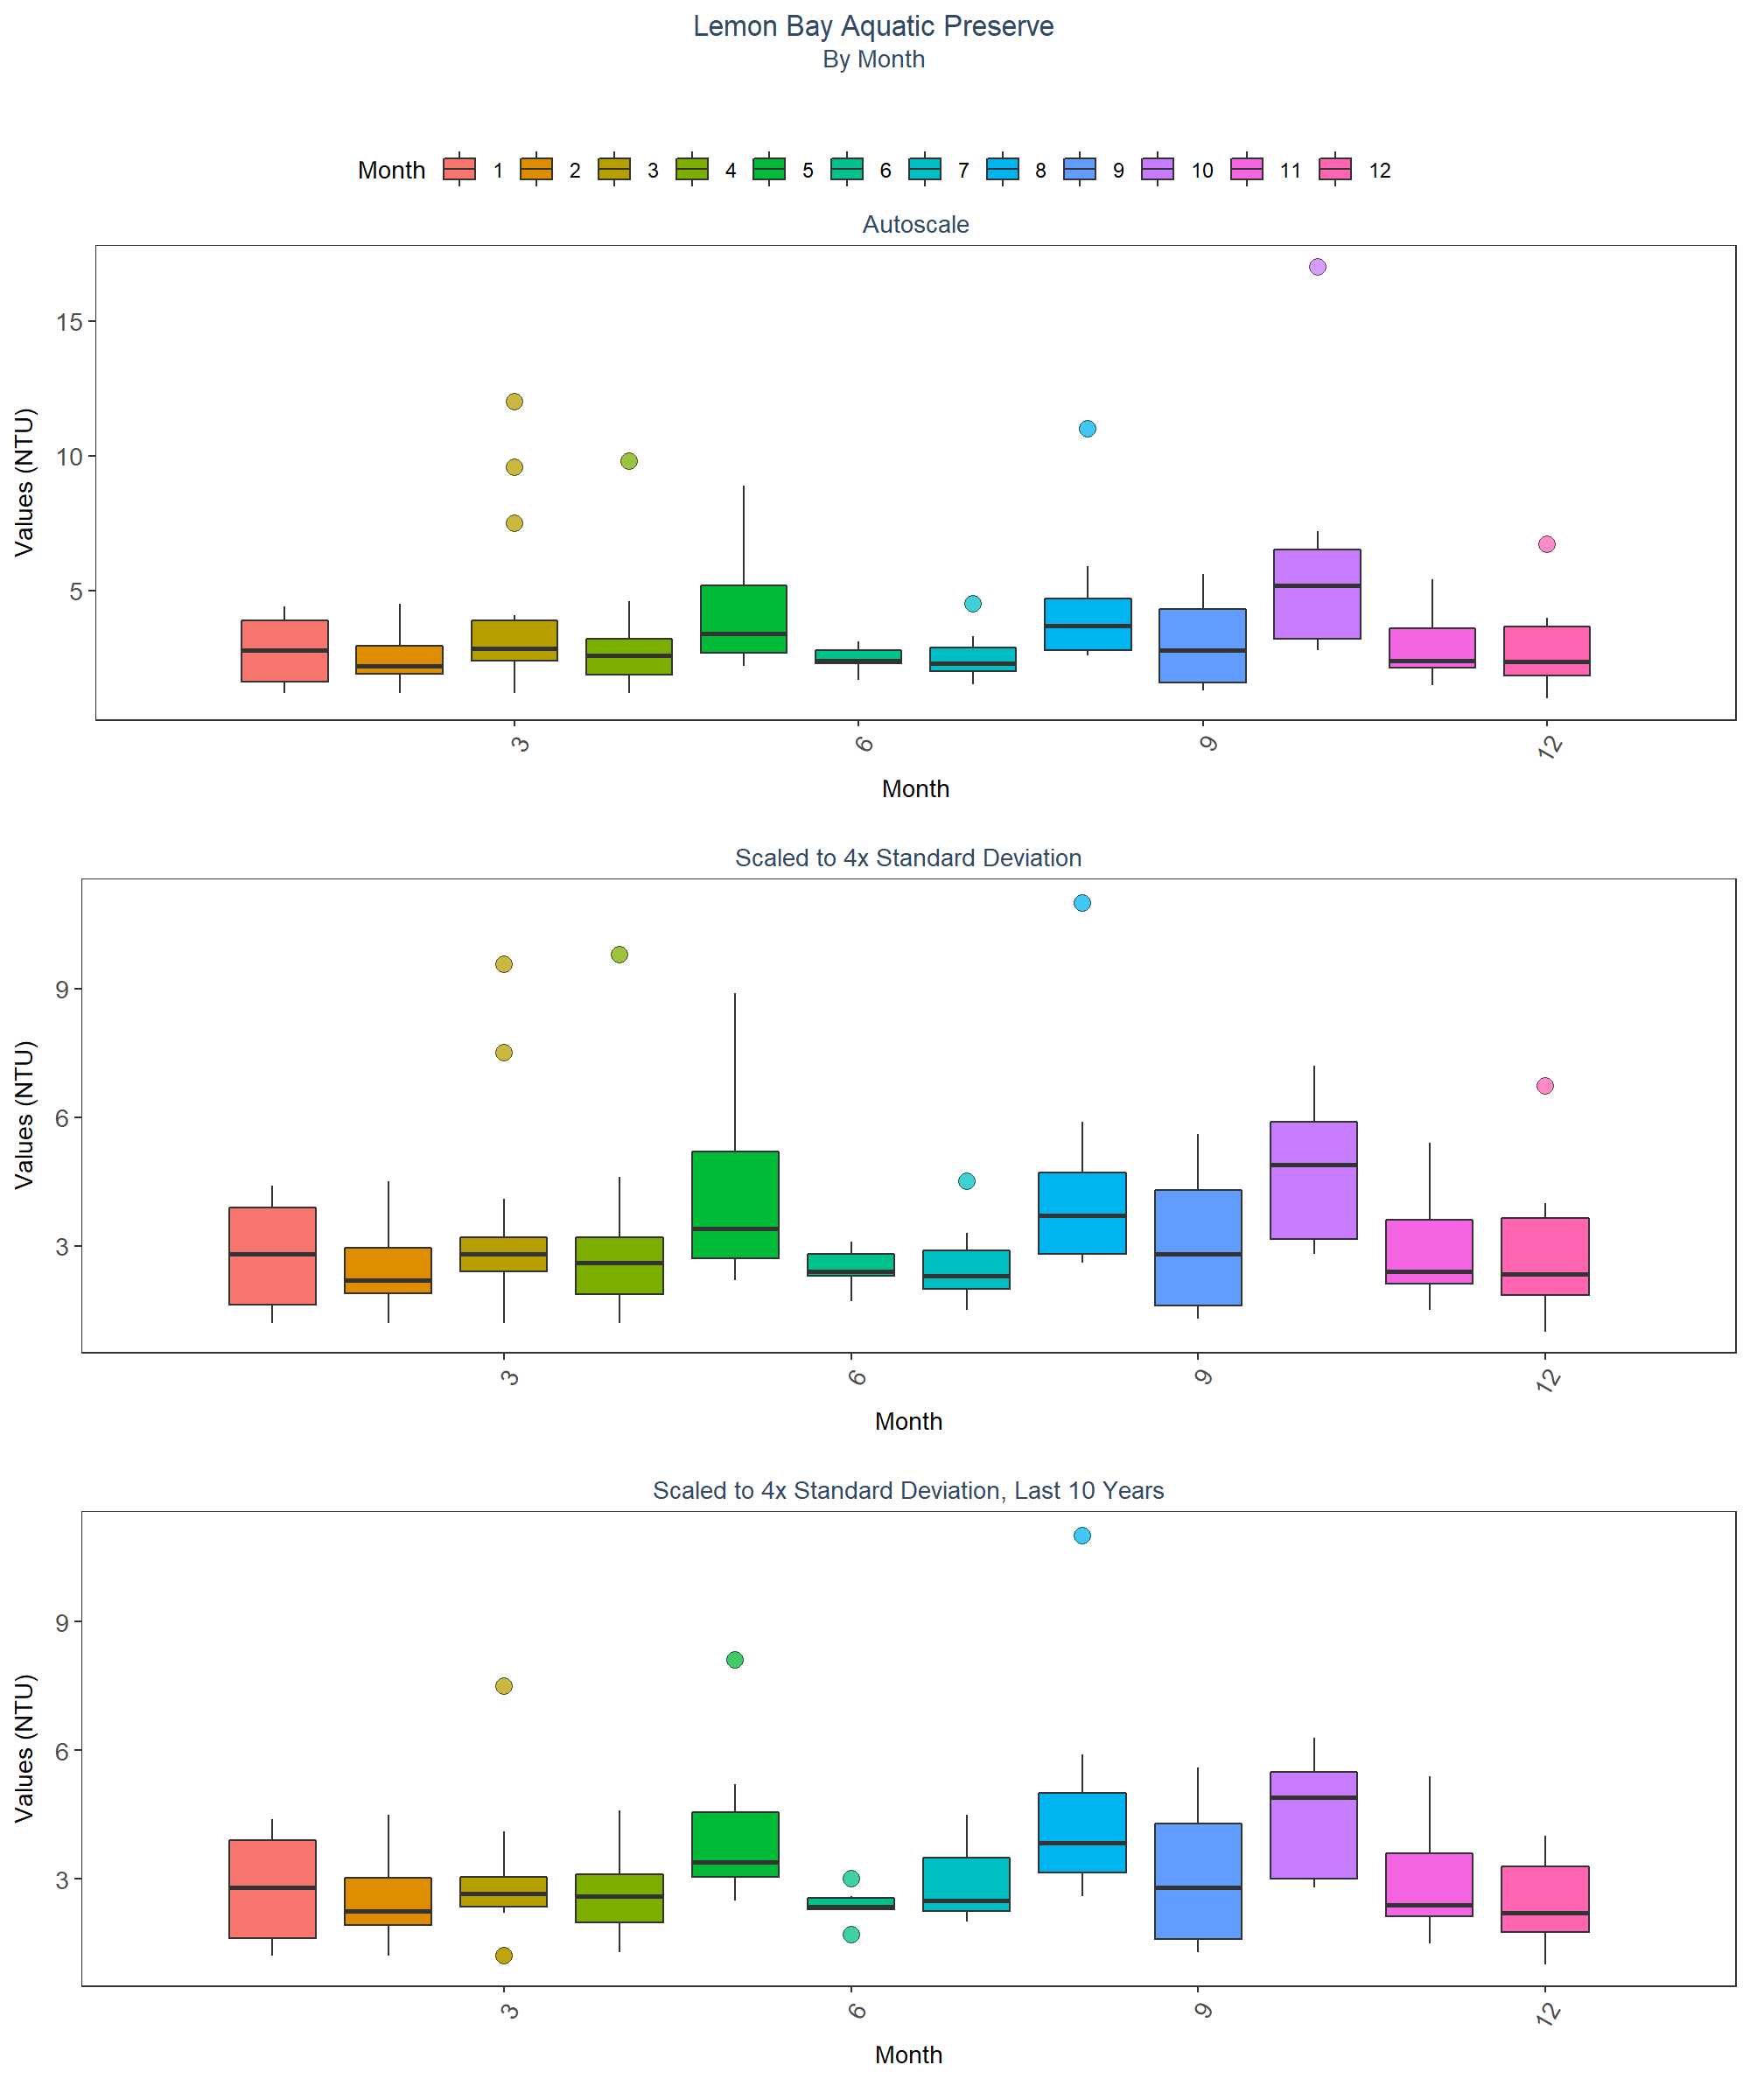 Lemon Bay Aquatic Preserve
By Month
Month 1 2 3 4 5 6 7 8 9 10 11 12
Autoscale
Values (NTU)
15
10
5
3 6 9 12
Month
Scaled to 4x Standard Deviation
Values (NTU)
9
6
3
3 6 9 12
Month
Scaled to 4x Standard Deviation, Last 10 Years
Values (NTU)
9
6
3
3 6 9 12
Month